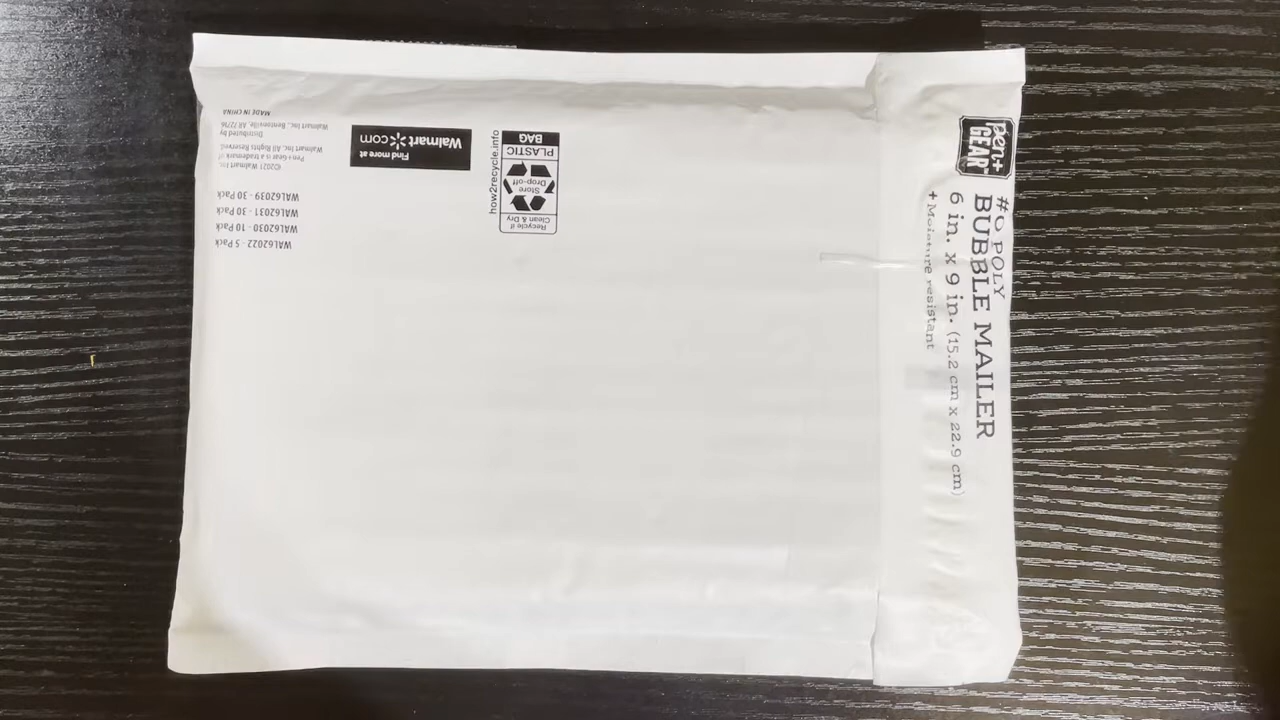 Pen+
GEAR™
#0 POLY
BUBBLE MAILER
6 in. x 9 in. (15.2 cm x 22.9 cm)
+ Moisture resistant
Recycle if
Clean & Dry
Store
Drop-off
PLASTIC
BAG
how2recycle.info
Find more at
Walmart
.com
WAL62022 - 5 Pack
WAL62030 - 10 Pack
WAL62031 - 30 Pack
WAL62039 - 30 Pack
©2021 Walmart Inc.
Pen+Gear is a trademark of
Walmart Inc. All Rights Reserved.
Distributed by
Walmart Inc., Bentonville, AR 72716
MADE IN CHINA